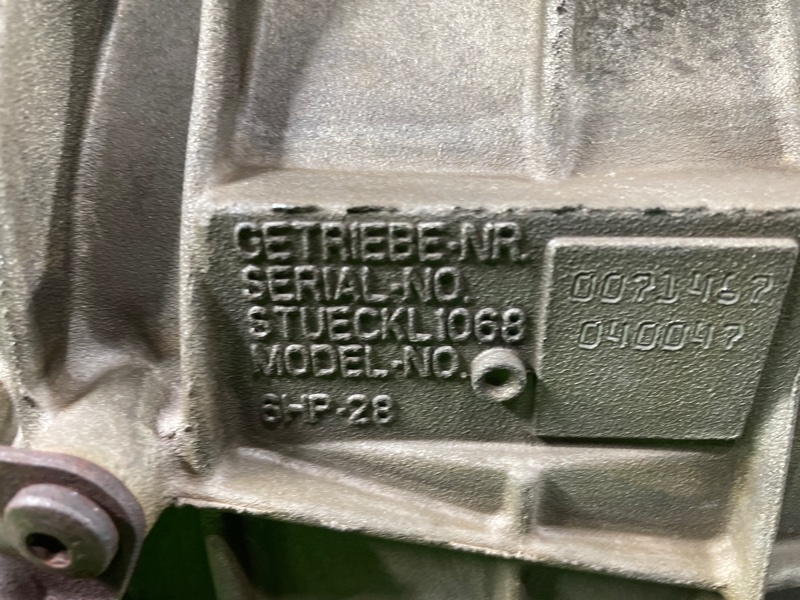 GETRIEBE-NR.
SERIAL-NO.
0071467
STUECKL1068
040047
MODEL-NO.
6HP-28